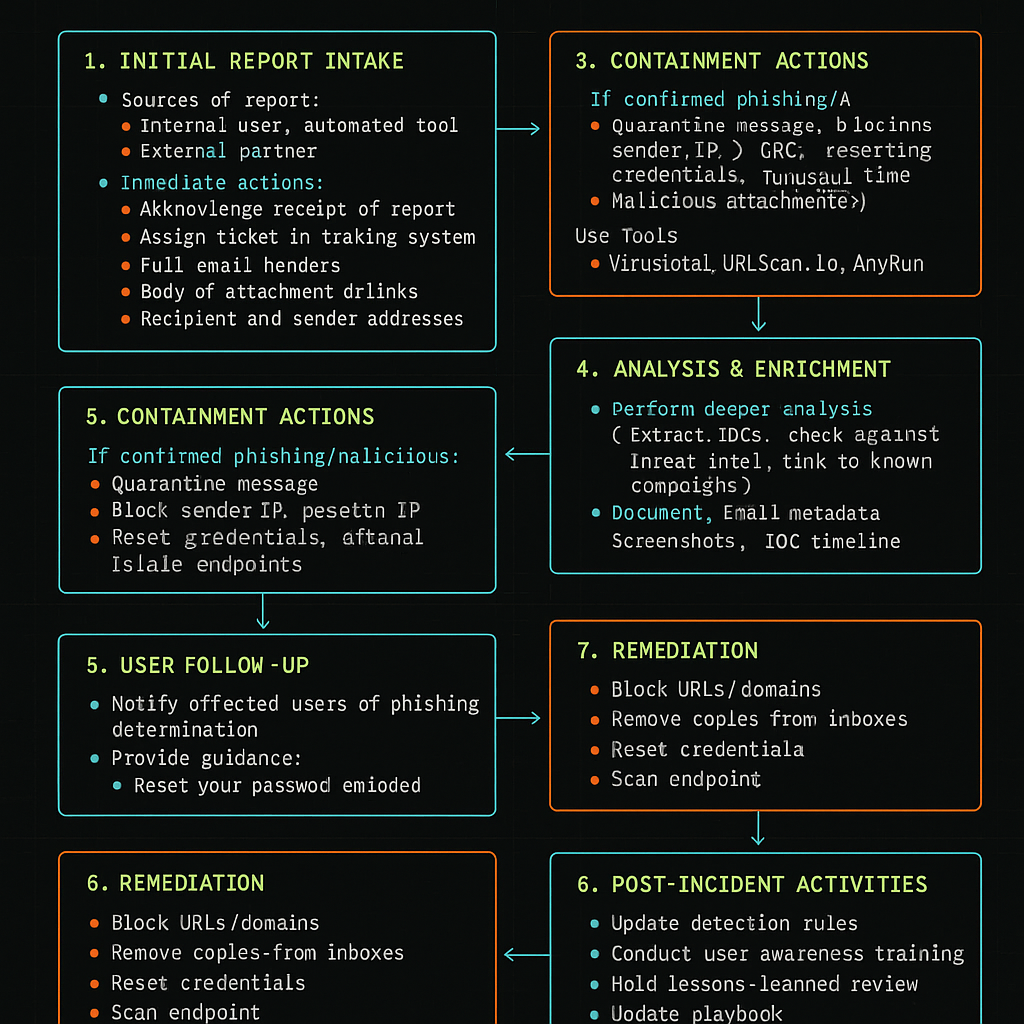 1. INITIAL REPORT INTAKE
Sources of report:
Internal user, automated tool
External partner
Inmediate actions:
Akknovlenge receipt of report
Assign ticket in traking system
Full email henders
Body of attachment drlinks
Recipient and sender addresses
3. CONTAINMENT ACTIONS
If confirmed phishing/A
Quarantine message, blocinns
sender, IP, ) GRC, reserting
credentials, Tunusaul time
Malicious attachmente>)
Use Tools
Virusiotal, URLScan.lo, AnyRun
4. ANALYSIS & ENRICHMENT
Perform deeper analysis
( Extract. IDCs. check against
Inreat intel, tink to known
compoighs)
Document, Email metadata
Screenshots, IOC timeline
5. CONTAINMENT ACTIONS
If confirmed phishing/naliciious:
Quarantine message
Block sender IP. pesettn IP
Reset gredentials, aftanal
Islale endpoints
5. USER FOLLOW-UP
Notify offected users of phishing
determination
Provide guidance:
Reset your passwod emioded
7. REMEDIATION
Block URLs/domains
Remove coples from inboxes
Reset credentiala
Scan endpoint
6. REMEDIATION
Block URLs/domains
Remove coples-from inboxes
Reset credentials
Scan endpoint
6. POST-INCIDENT ACTIVITIES
Update detection rules
Conduct user awareness training
Hold lessons-leanned review
Uodate playbook